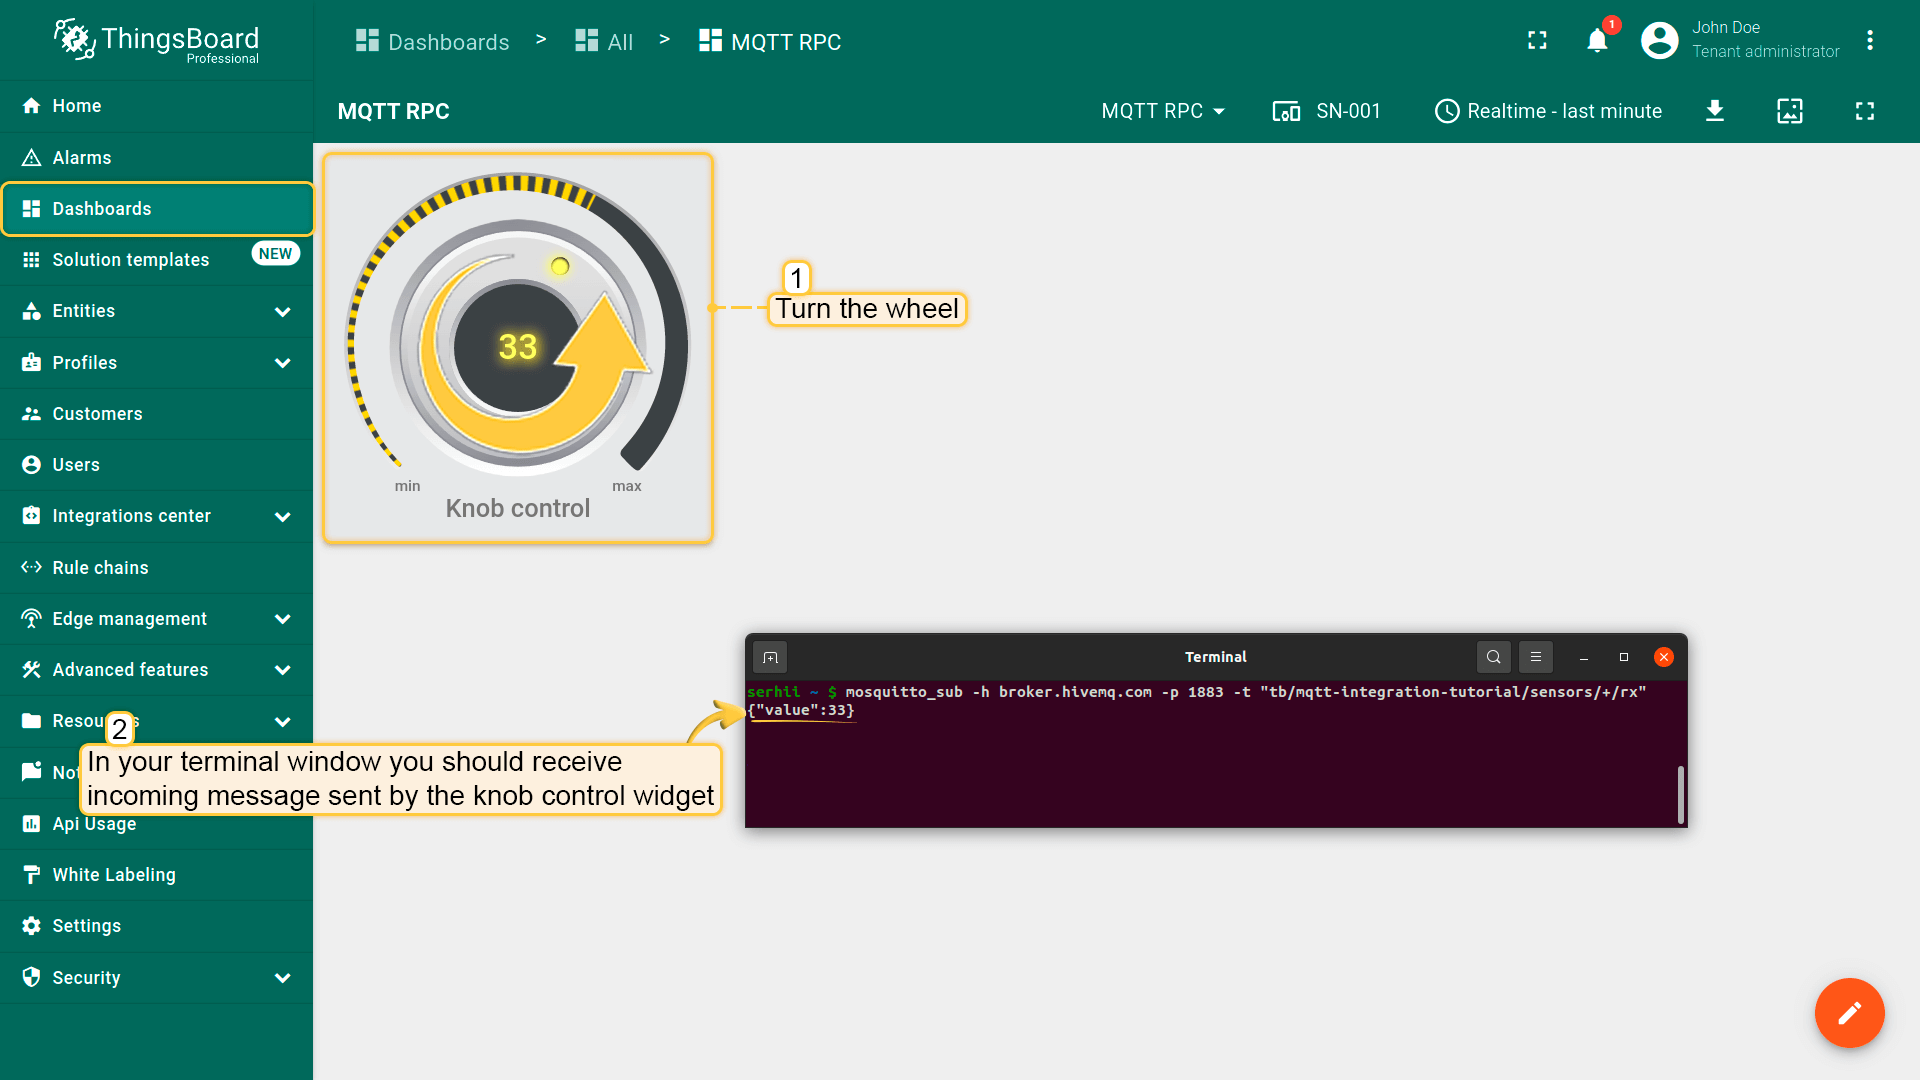 ThingsBoard
Professional
Dashboards > All > MQTT RPC
1
John Doe
Tenant administrator
MQTT RPC
MQTT RPC
SN-001
Realtime - last minute
Home
Alarms
Dashboards
Solution templates
NEW
Entities
Profiles
Customers
Users
Integrations center
Rule chains
Edge management
Advanced features
Api Usage
White Labeling
Settings
Security
33
min
max
Knob control
1
Turn the wheel
2
In your terminal window you should receive
incoming message sent by the knob control widget
Terminal
serhii ~ $ mosquitto_sub -h broker.hivemq.com -p 1883 -t "tb/mqtt-integration-tutorial/sensors/+/rx"
{"value":33}